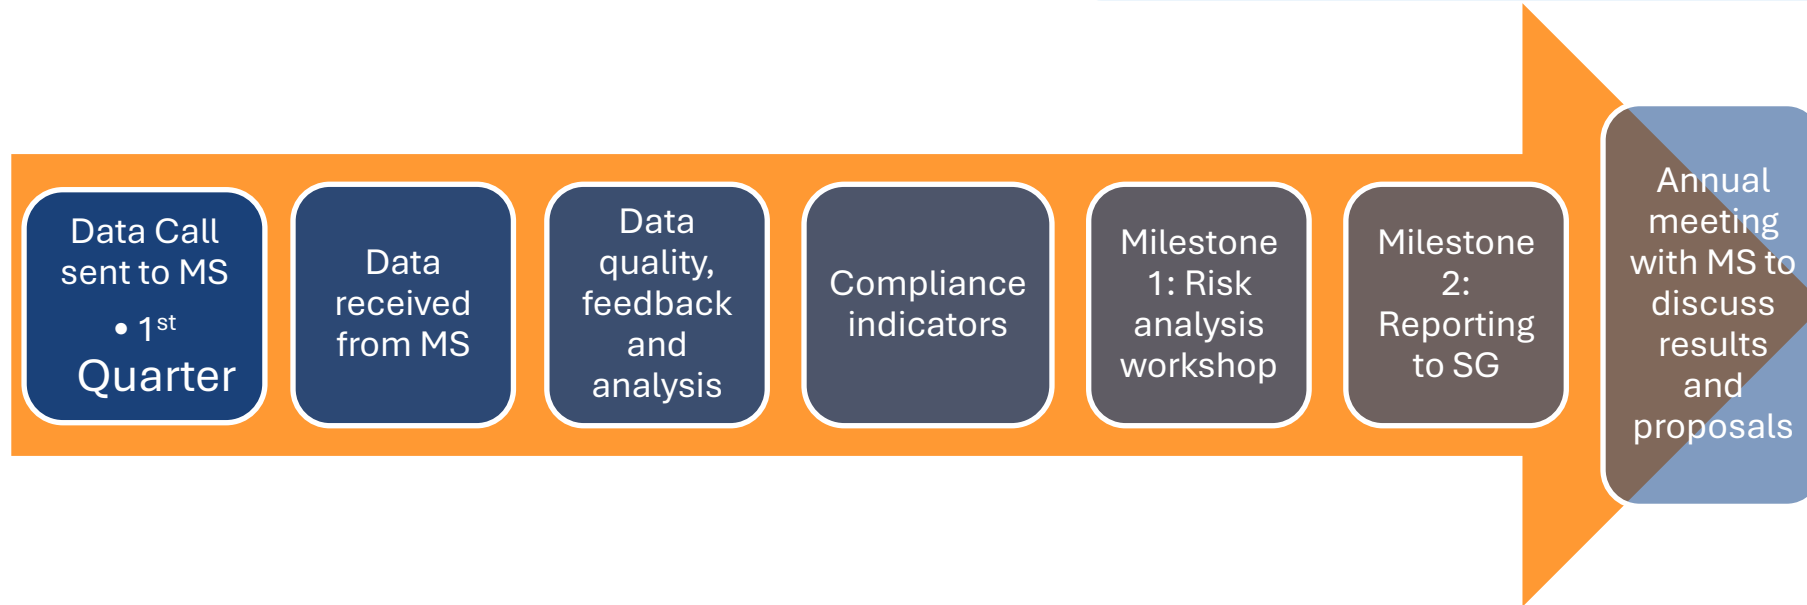 Data Call
sent to MS
• 1st
Quarter
Data
received
from MS
Data
quality,
feedback
and
analysis
Compliance
indicators
Milestone
1: Risk
analysis
workshop
Milestone
2:
Reporting
to SG
Annual
meeting
with MS to
discuss
results
and
proposals